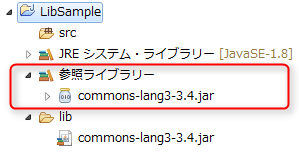 LibSample
src
JRE システム・ライブラリー [JavaSE-1.8]
参照ライブラリー
commons-lang3-3.4.jar
lib
commons-lang3-3.4.jar